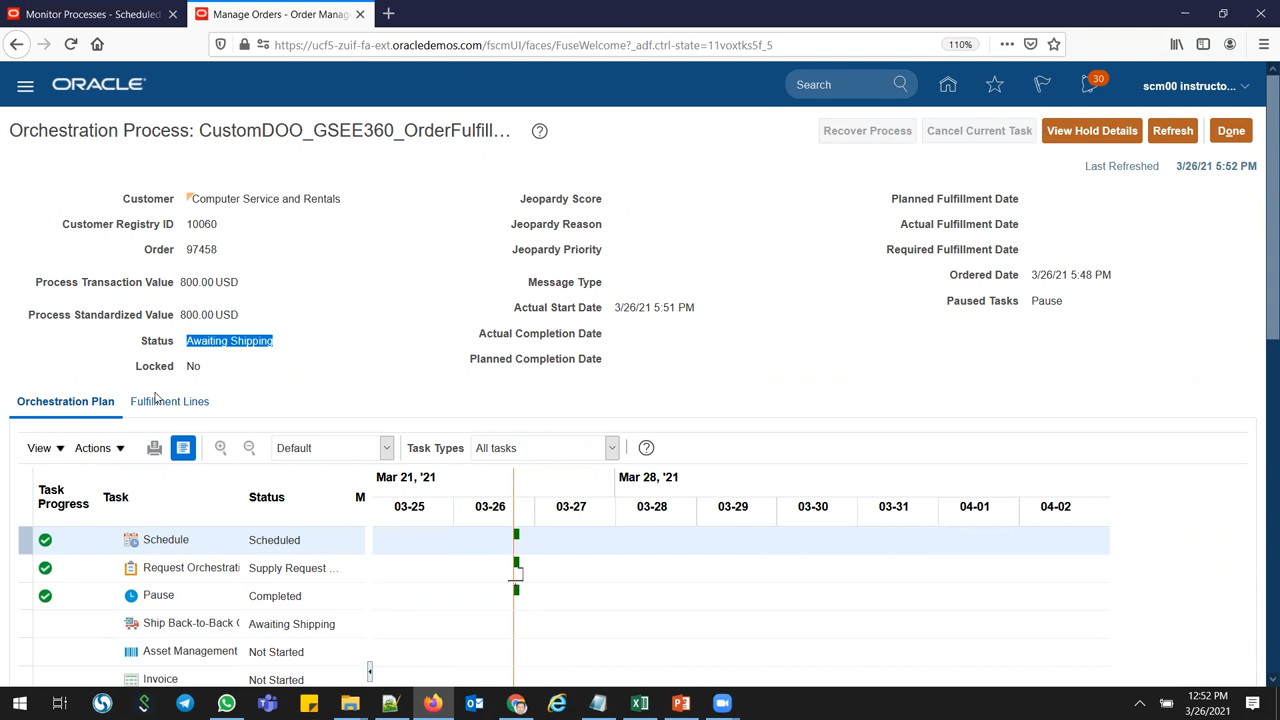 Monitor Processes - Scheduled
Manage Orders - Order Manag
https://ucf5-zuif-fa-ext.oracledemos.com/fscmUI/faces/FuseWelcome?_adf.ctrl-state=11voxtks5f_5
110%
ORACLE
Search
30
scm00 instructo...
Orchestration Process: CustomDOO_GSEE360_OrderFulfill...
Recover Process
Cancel Current Task
View Hold Details
Refresh
Done
Last Refreshed 3/26/21 5:52 PM
Customer Computer Service and Rentals
Customer Registry ID 10060
Order 97458
Process Transaction Value 800.00 USD
Process Standardized Value 800.00 USD
Status Awaiting Shipping
Locked No
Jeopardy Score
Jeopardy Reason
Jeopardy Priority
Message Type
Actual Start Date 3/26/21 5:51 PM
Actual Completion Date
Planned Completion Date
Planned Fulfillment Date
Actual Fulfillment Date
Required Fulfillment Date
Ordered Date 3/26/21 5:48 PM
Paused Tasks Pause
Orchestration Plan
Fulfillment Lines
View
Actions
Default
Task Types
All tasks
Task Progress
Task
Status
M
Mar 21, '21
Mar 28, '21
03-25 03-26 03-27 03-28 03-29 03-30 03-31 04-01 04-02
Schedule Scheduled
Request Orchestrati Supply Request ...
Pause Completed
Ship Back-to-Back Awaiting Shipping
Asset Management Not Started
Invoice Not Started
12:52 PM
3/26/2021